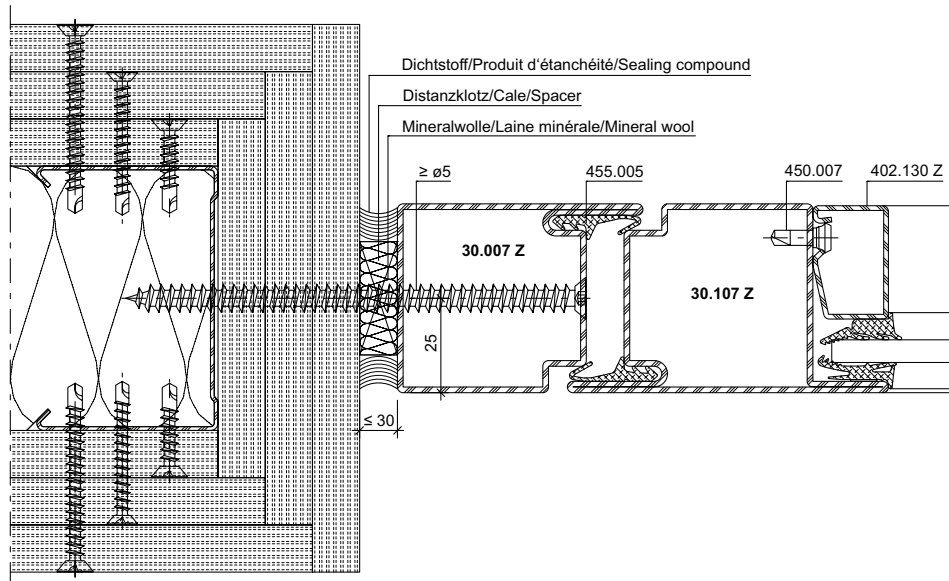 Dichtstoff/Produit d‘étanchéité/Sealing compound
Distanzklotz/Cale/Spacer
Mineralwolle/Laine minérale/Mineral wool
≥ ø5
455.005
450.007
402.130 Z
30.007 Z
30.107 Z
25
≤ 30